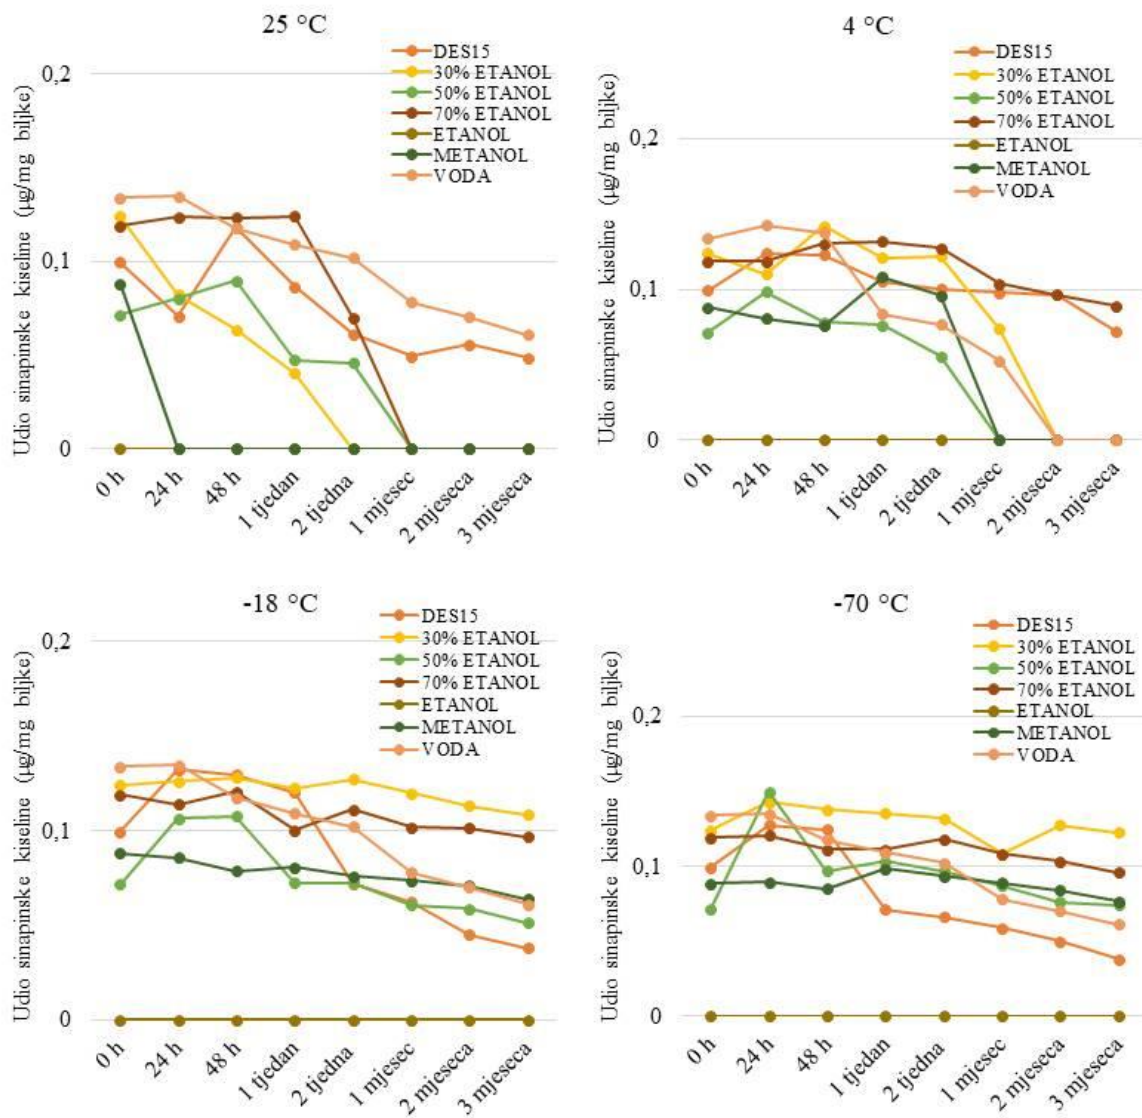 25 °C
Udio sinapinske kiseline (µg/mg biljke)
0,2
0,1
0
DES15
30% ETANOL
50% ETANOL
70% ETANOL
ETANOL
METANOL
VODA
0 h
24 h
48 h
1 tjedan
2 tjedna
1 mjesec
2 mjeseca
3 mjeseca
4 °C
Udio sinapinske kiseline (µg/mg biljke)
0,2
0,1
0
DES15
30% ETANOL
50% ETANOL
70% ETANOL
ETANOL
METANOL
VODA
0 h
24 h
48 h
1 tjedan
2 tjedna
1 mjesec
2 mjeseca
3 mjeseca
-18 °C
Udio sinapinske kiseline (µg/mg biljke)
0,2
0,1
0
DES15
30% ETANOL
50% ETANOL
70% ETANOL
ETANOL
METANOL
VODA
0 h
24 h
48 h
1 tjedan
2 tjedna
1 mjesec
2 mjeseca
3 mjeseca
-70 °C
Udio sinapinske kiseline (µg/mg biljke)
0,2
0,1
0
DES15
30% ETANOL
50% ETANOL
70% ETANOL
ETANOL
METANOL
VODA
0 h
24 h
48 h
1 tjedan
2 tjedna
1 mjesec
2 mjeseca
3 mjeseca